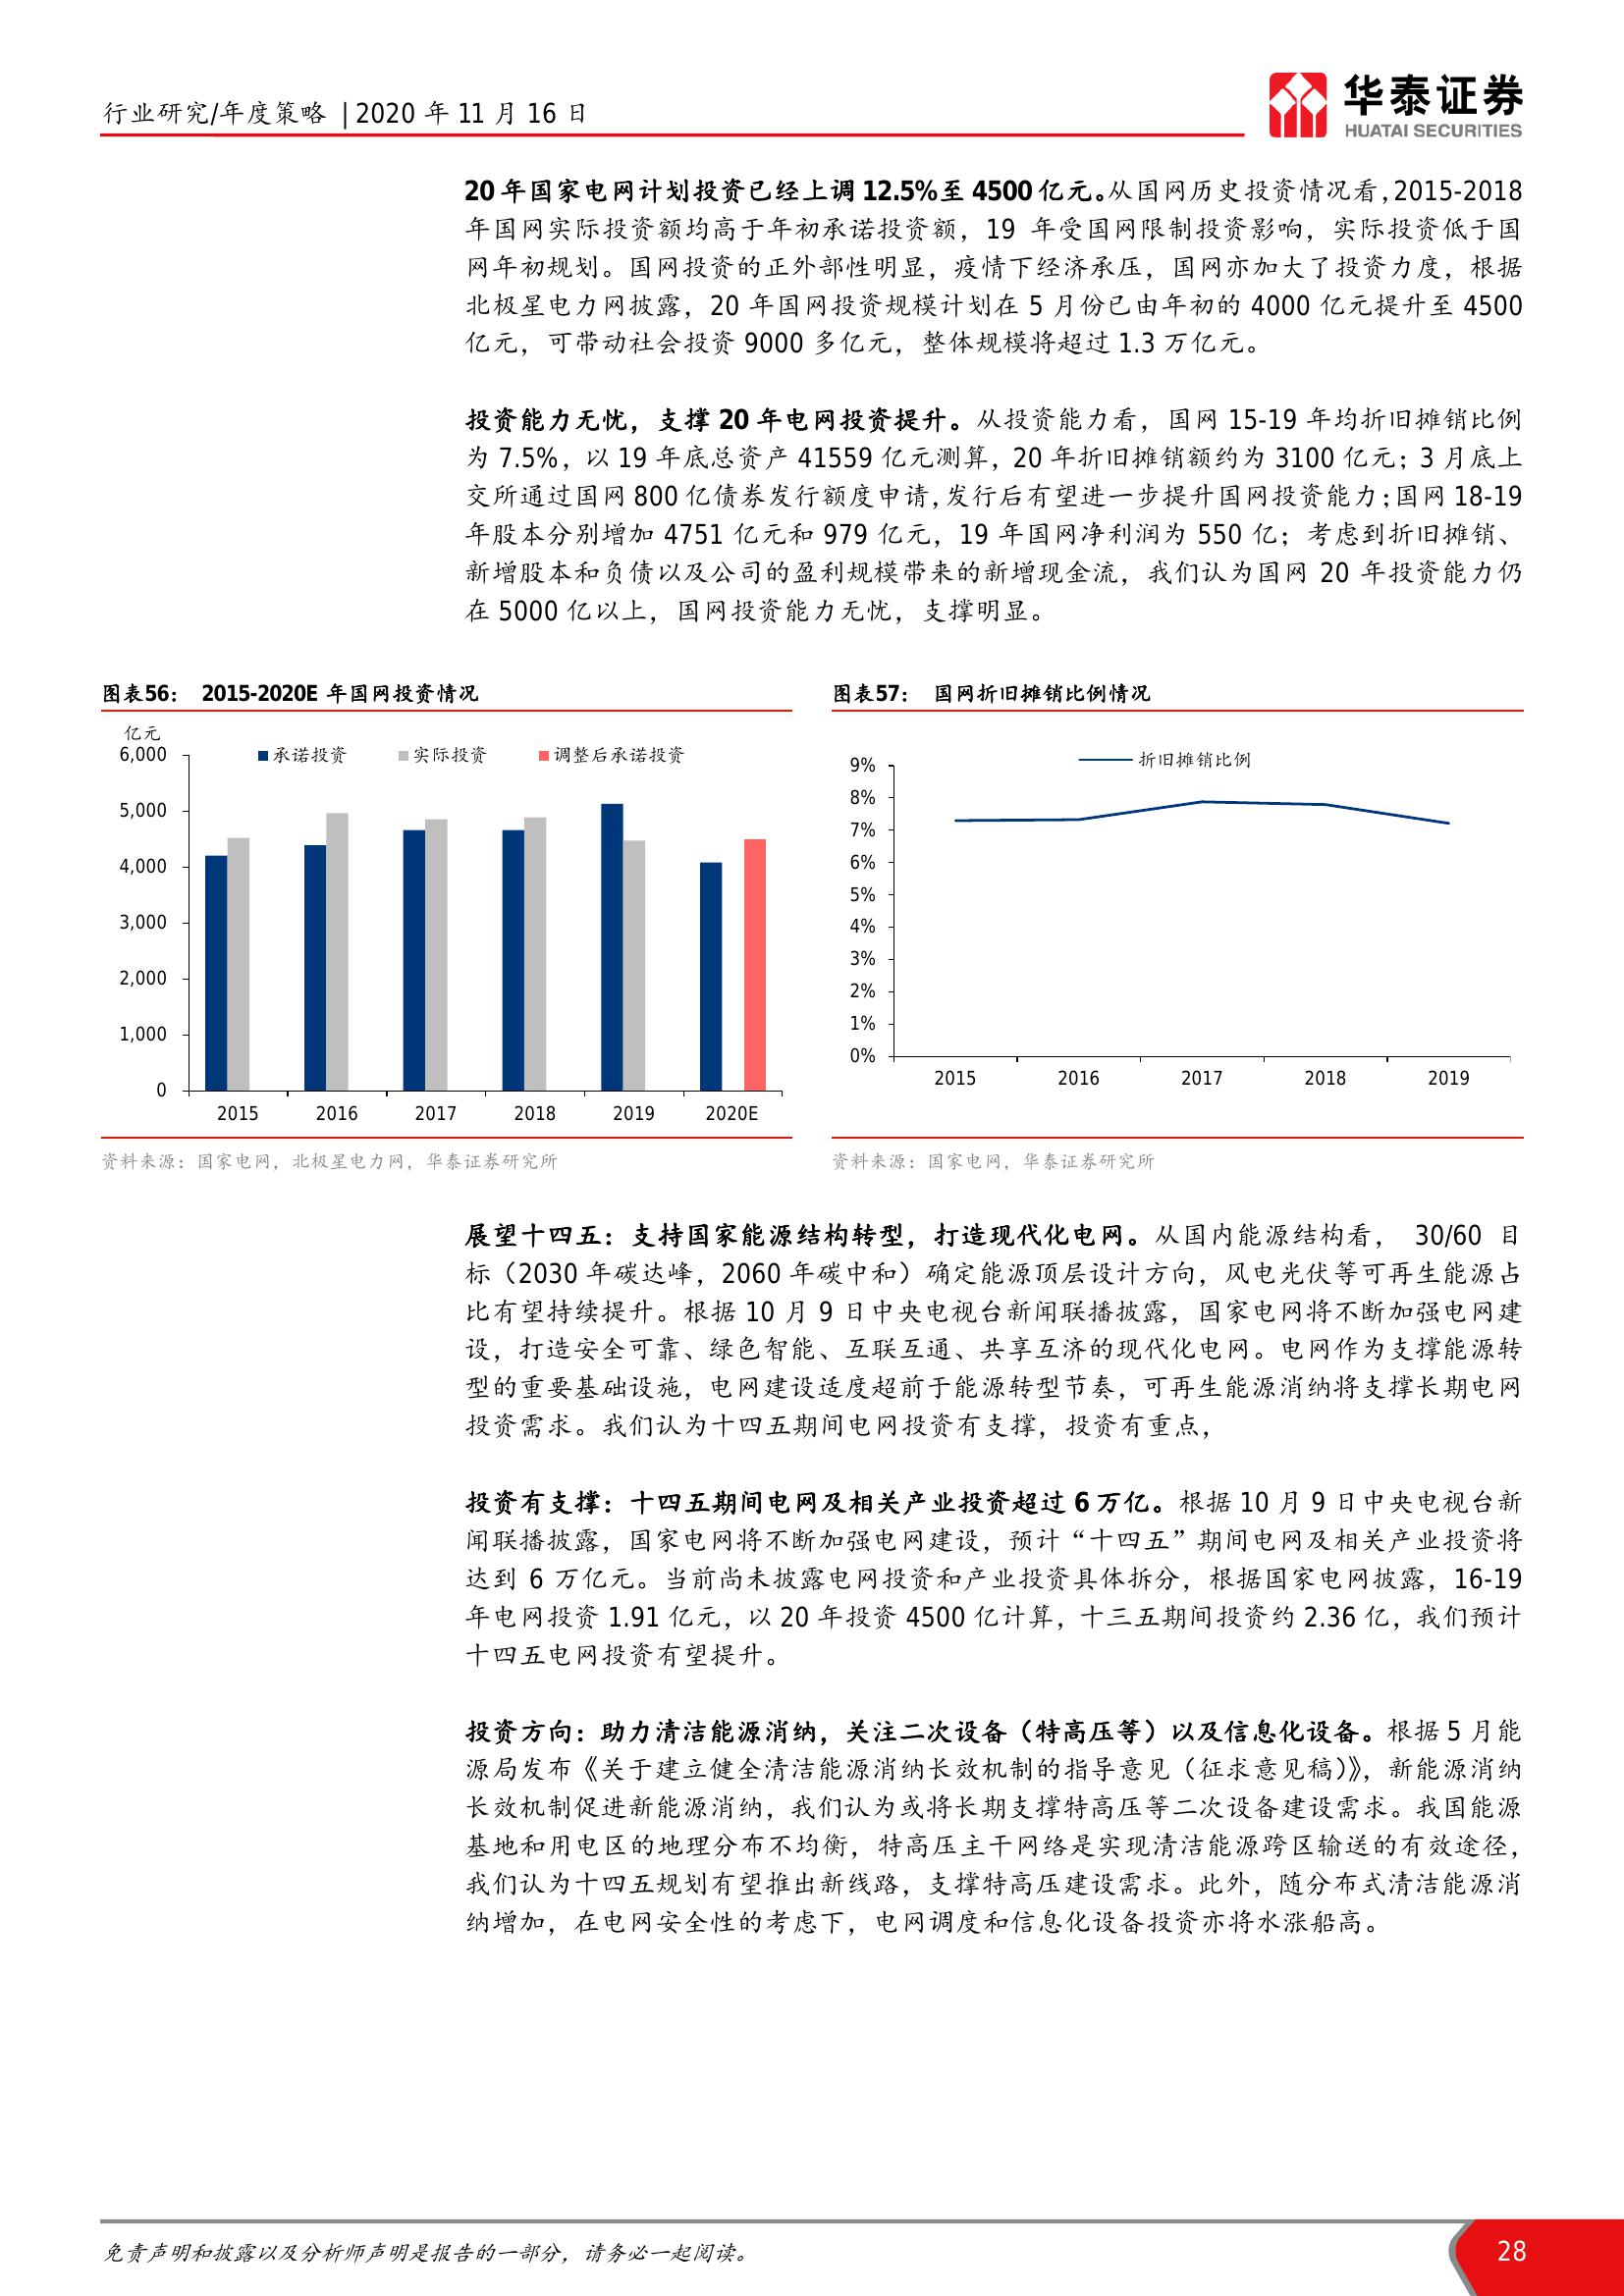 行业研究/年度策略 | 2020 年 11 月 16 日
华泰证券
HUATAI SECURITIES
20 年国家电网计划投资已经上调 12.5%至 4500 亿元。从国网历史投资情况看,2015-2018
年国网实际投资额均高于年初承诺投资额，19 年受国网限制投资影响，实际投资低于国
网年初规划。国网投资的正外部性明显，疫情下经济承压，国网亦加大了投资力度，根据
北极星电力网披露，20 年国网投资规模计划在 5 月份已由年初的 4000 亿元提升至 4500
亿元，可带动社会投资 9000 多亿元，整体规模将超过 1.3 万亿元。
投资能力无忧，支撑 20 年电网投资提升。从投资能力看，国网 15-19 年均折旧摊销比例
为 7.5%，以 19 年底总资产 41559 亿元测算，20 年折旧摊销额约为 3100 亿元；3 月底上
交所通过国网 800 亿债券发行额度申请,发行后有望进一步提升国网投资能力;国网 18-19
年股本分别增加 4751 亿元和 979 亿元，19 年国网净利润为 550 亿；考虑到折旧摊销、
新增股本和负债以及公司的盈利规模带来的新增现金流，我们认为国网 20 年投资能力仍
在 5000 亿以上，国网投资能力无忧，支撑明显。
图表56： 2015-2020E 年国网投资情况
亿元
承诺投资 实际投资 调整后承诺投资
6,000
5,000
4,000
3,000
2,000
1,000
0
2015 2016 2017 2018 2019 2020E
资料来源：国家电网，北极星电力网，华泰证券研究所
图表57： 国网折旧摊销比例情况
折旧摊销比例
9%
8%
7%
6%
5%
4%
3%
2%
1%
0%
2015 2016 2017 2018 2019
资料来源：国家电网，华泰证券研究所
展望十四五：支持国家能源结构转型，打造现代化电网。从国内能源结构看， 30/60 目
标（2030 年碳达峰，2060 年碳中和）确定能源顶层设计方向，风电光伏等可再生能源占
比有望持续提升。根据 10 月 9 日中央电视台新闻联播披露，国家电网将不断加强电网建
设，打造安全可靠、绿色智能、互联互通、共享互济的现代化电网。电网作为支撑能源转
型的重要基础设施，电网建设适度超前于能源转型节奏，可再生能源消纳将支撑长期电网
投资需求。我们认为十四五期间电网投资有支撑，投资有重点，
投资有支撑：十四五期间电网及相关产业投资超过 6 万亿。根据 10 月 9 日中央电视台新
闻联播披露，国家电网将不断加强电网建设，预计“十四五”期间电网及相关产业投资将
达到 6 万亿元。当前尚未披露电网投资和产业投资具体拆分，根据国家电网披露，16-19
年电网投资 1.91 亿元，以 20 年投资 4500 亿计算，十三五期间投资约 2.36 亿，我们预计
十四五电网投资有望提升。
投资方向：助力清洁能源消纳，关注二次设备（特高压等）以及信息化设备。根据 5 月能
源局发布《关于建立健全清洁能源消纳长效机制的指导意见（征求意见稿）》，新能源消纳
长效机制促进新能源消纳，我们认为或将长期支撑特高压等二次设备建设需求。我国能源
基地和用电区的地理分布不均衡，特高压主干网络是实现清洁能源跨区输送的有效途径，
我们认为十四五规划有望推出新线路，支撑特高压建设需求。此外，随分布式清洁能源消
纳增加，在电网安全性的考虑下，电网调度和信息化设备投资亦将水涨船高。
免责声明和披露以及分析师声明是报告的一部分，请务必一起阅读。
28